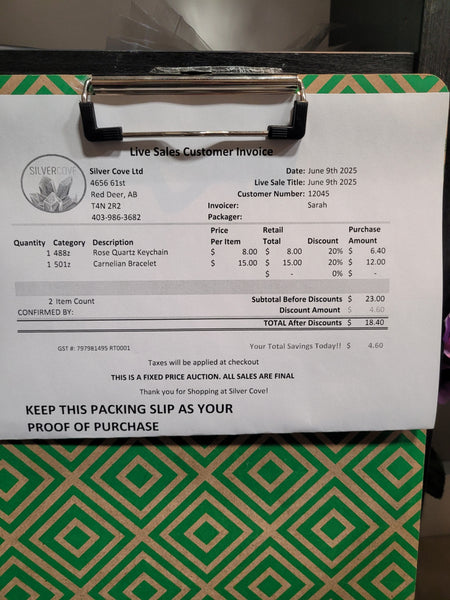 Live Sales Customer Invoice
SILVERCOVE
Silver Cove Ltd
4656 61st
Red Deer, AB
T4N 2R2
403-986-3682
Date: June 9th 2025
Live Sale Title: June 9th 2025
Customer Number: 12045
Invoicer: Sarah
Packager:
Quantity Category Description Price Per Item Retail Total Discount Purchase Amount
1 488z Rose Quartz Keychain $ 8.00 $ 8.00 20% $ 6.40
1 501z Carnelian Bracelet $ 15.00 $ 15.00 20% $ 12.00
$ - 0% $ -
2 Item Count
Subtotal Before Discounts $ 23.00
CONFIRMED BY:
Discount Amount $ 4.60
TOTAL After Discounts $ 18.40
GST #: 797981495 RT0001
Your Total Savings Today!! $ 4.60
Taxes will be applied at checkout
THIS IS A FIXED PRICE AUCTION. ALL SALES ARE FINAL
Thank you for Shopping at Silver Cove!
KEEP THIS PACKING SLIP AS YOUR
PROOF OF PURCHASE